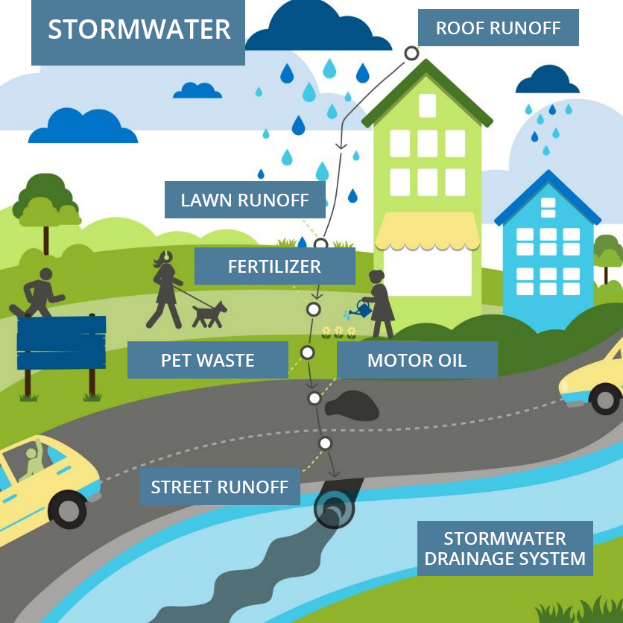 STORMWATER
ROOF RUNOFF
LAWN RUNOFF
FERTILIZER
PET WASTE
MOTOR OIL
STREET RUNOFF
STORMWATER
DRAINAGE SYSTEM